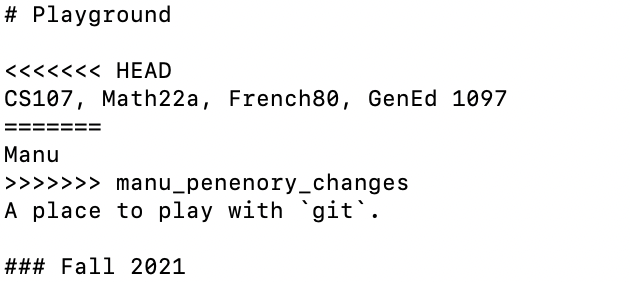 # Playground
<<<<<<< HEAD
CS107, Math22a, French80, GenEd 1097
=======
Manu
>>>>>>> manu_penenory_changes
A place to play with `git`.
### Fall 2021